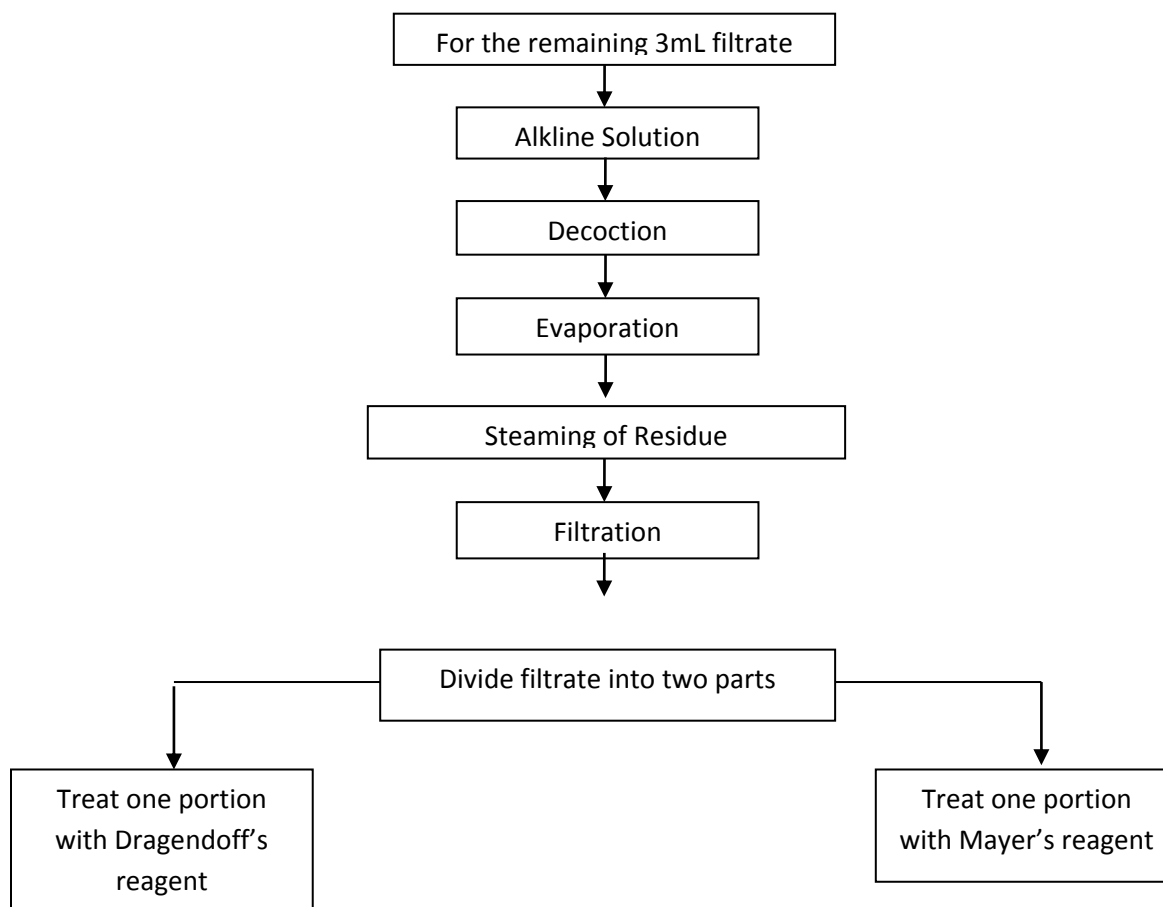 For the remaining 3mL filtrate
Alkline Solution
Decoction
Evaporation
Steaming of Residue
Filtration
Divide filtrate into two parts
Treat one portion
with Dragendoff’s
reagent
Treat one portion
with Mayer’s reagent